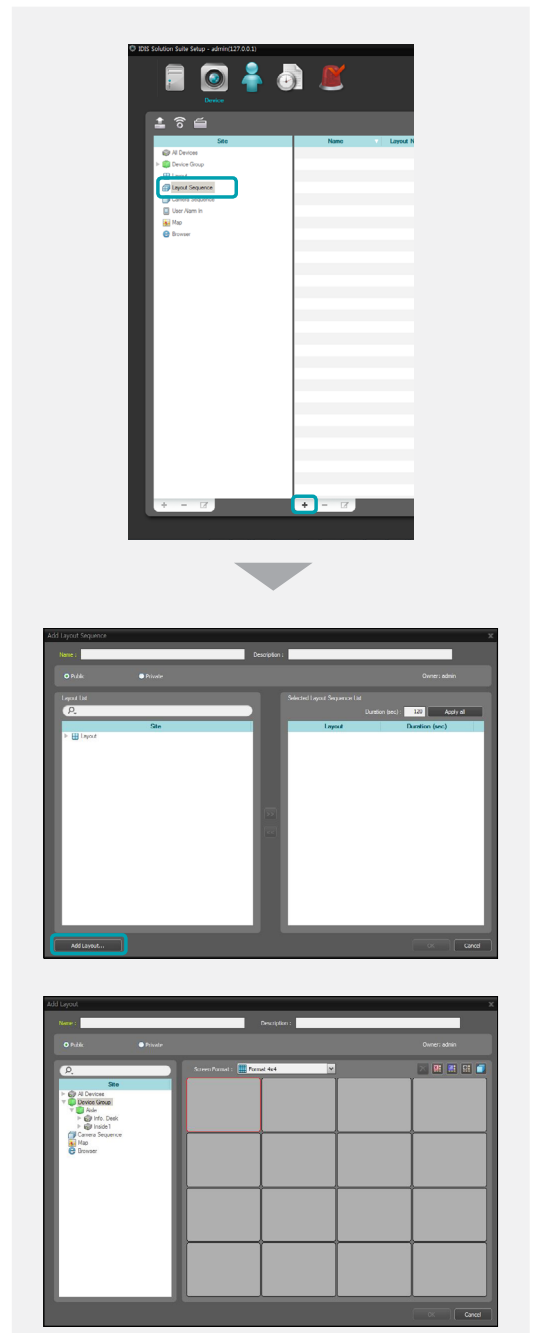 IDIS Solution Suite Setup - admin(127.0.0.1)
Device
Site
Name
Layout N
All Devices
Device Group
Layout
Layout Sequence
Camera Sequence
User Alarm In
Map
Browser
Add Layout Sequence
Name :
Description :
Public
Private
Owner: admin
Layout List
Selected Layout Sequence List
Duration (sec) :
120
Apply all
Site
Layout
Duration (sec)
Layout
Add Layout...
OK
Cancel
Add Layout
Name :
Description :
Public
Private
Owner: admin
Screen Format :
Format 4x4
Site
All Devices
Device Group
Aisle
Info. Desk
Inside1
Camera Sequence
Map
Browser
OK
Cancel